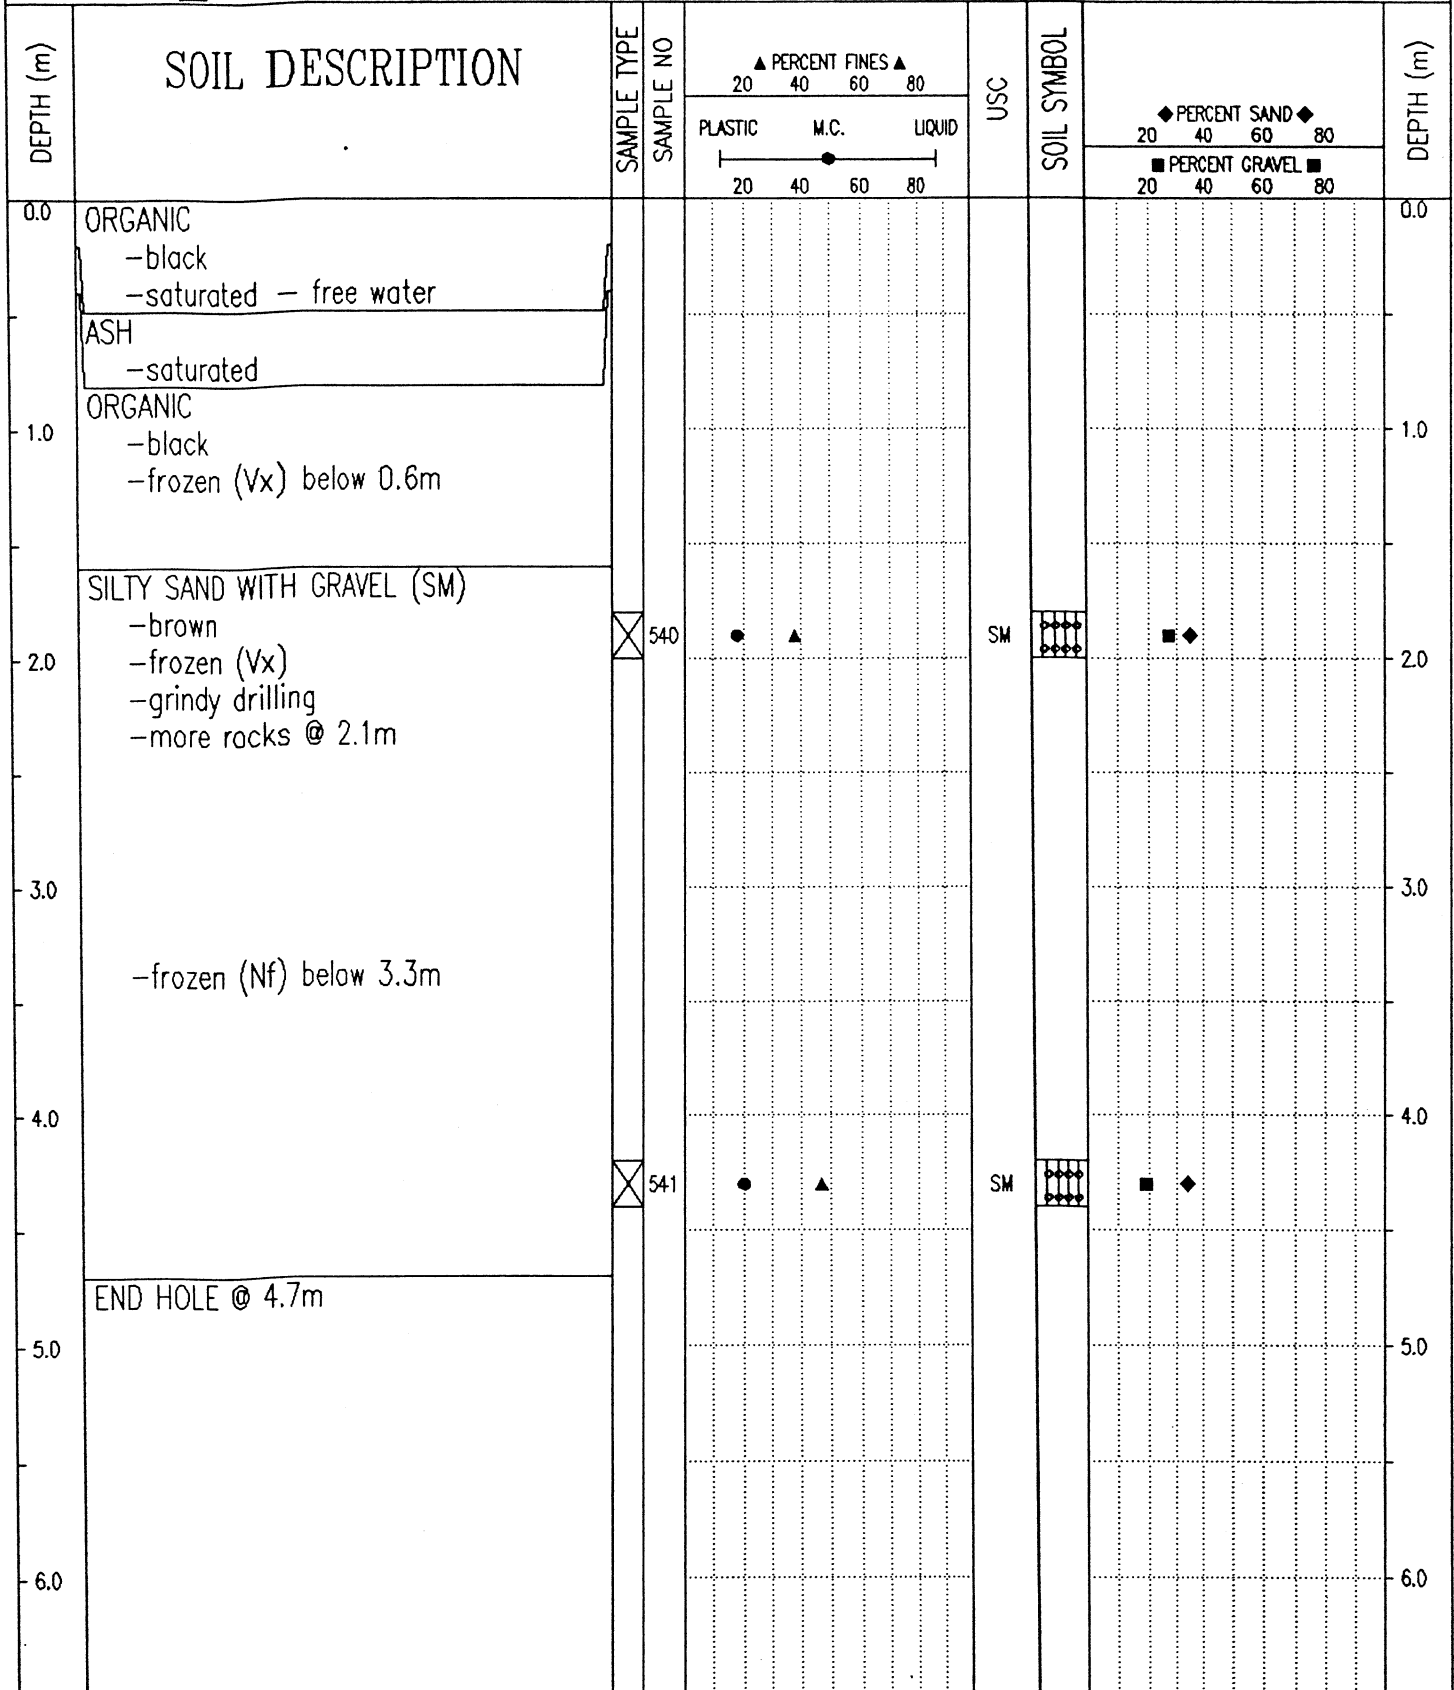 DEPTH (m)
SOIL DESCRIPTION
SAMPLE TYPE
SAMPLE NO
▲ PERCENT FINES ▲
20 40 60 80
PLASTIC M.C. LIQUID
20 40 60 80
USC
SOIL SYMBOL
◆ PERCENT SAND ◆
20 40 60 80
■ PERCENT GRAVEL ■
20 40 60 80
DEPTH (m)
0.0 0.0
ORGANIC
-black
-saturated - free water
ASH
-saturated
ORGANIC
1.0 1.0
-black
-frozen (Vx) below 0.6m
SILTY SAND WITH GRAVEL (SM)
-brown
540 SM
2.0 2.0
-frozen (Vx)
-grindy drilling
-more rocks @ 2.1m
3.0 3.0
-frozen (Nf) below 3.3m
4.0 4.0
541 SM
END HOLE @ 4.7m
5.0 5.0
6.0 6.0